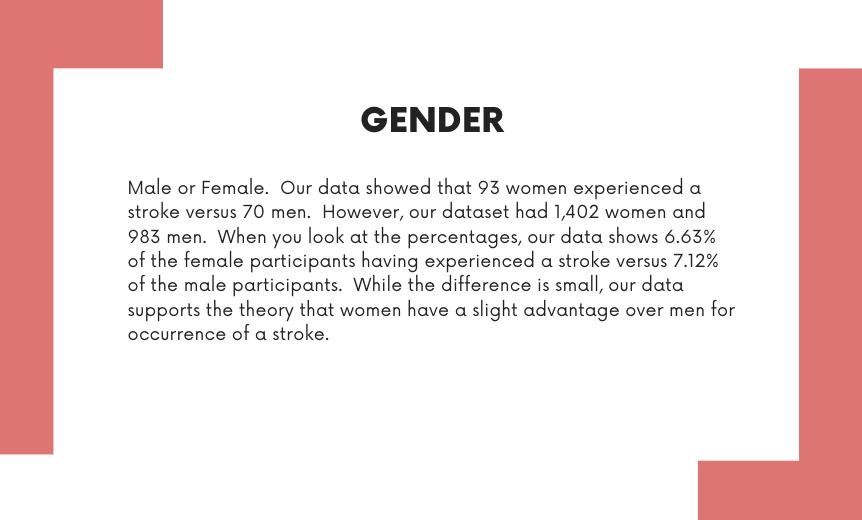 GENDER
Male or Female.  Our data showed that 93 women experienced a
stroke versus 70 men.  However, our dataset had 1,402 women and
983 men.  When you look at the percentages, our data shows 6.63%
of the female participants having experienced a stroke versus 7.12%
of the male participants.  While the difference is small, our data
supports the theory that women have a slight advantage over men for
occurrence of a stroke.